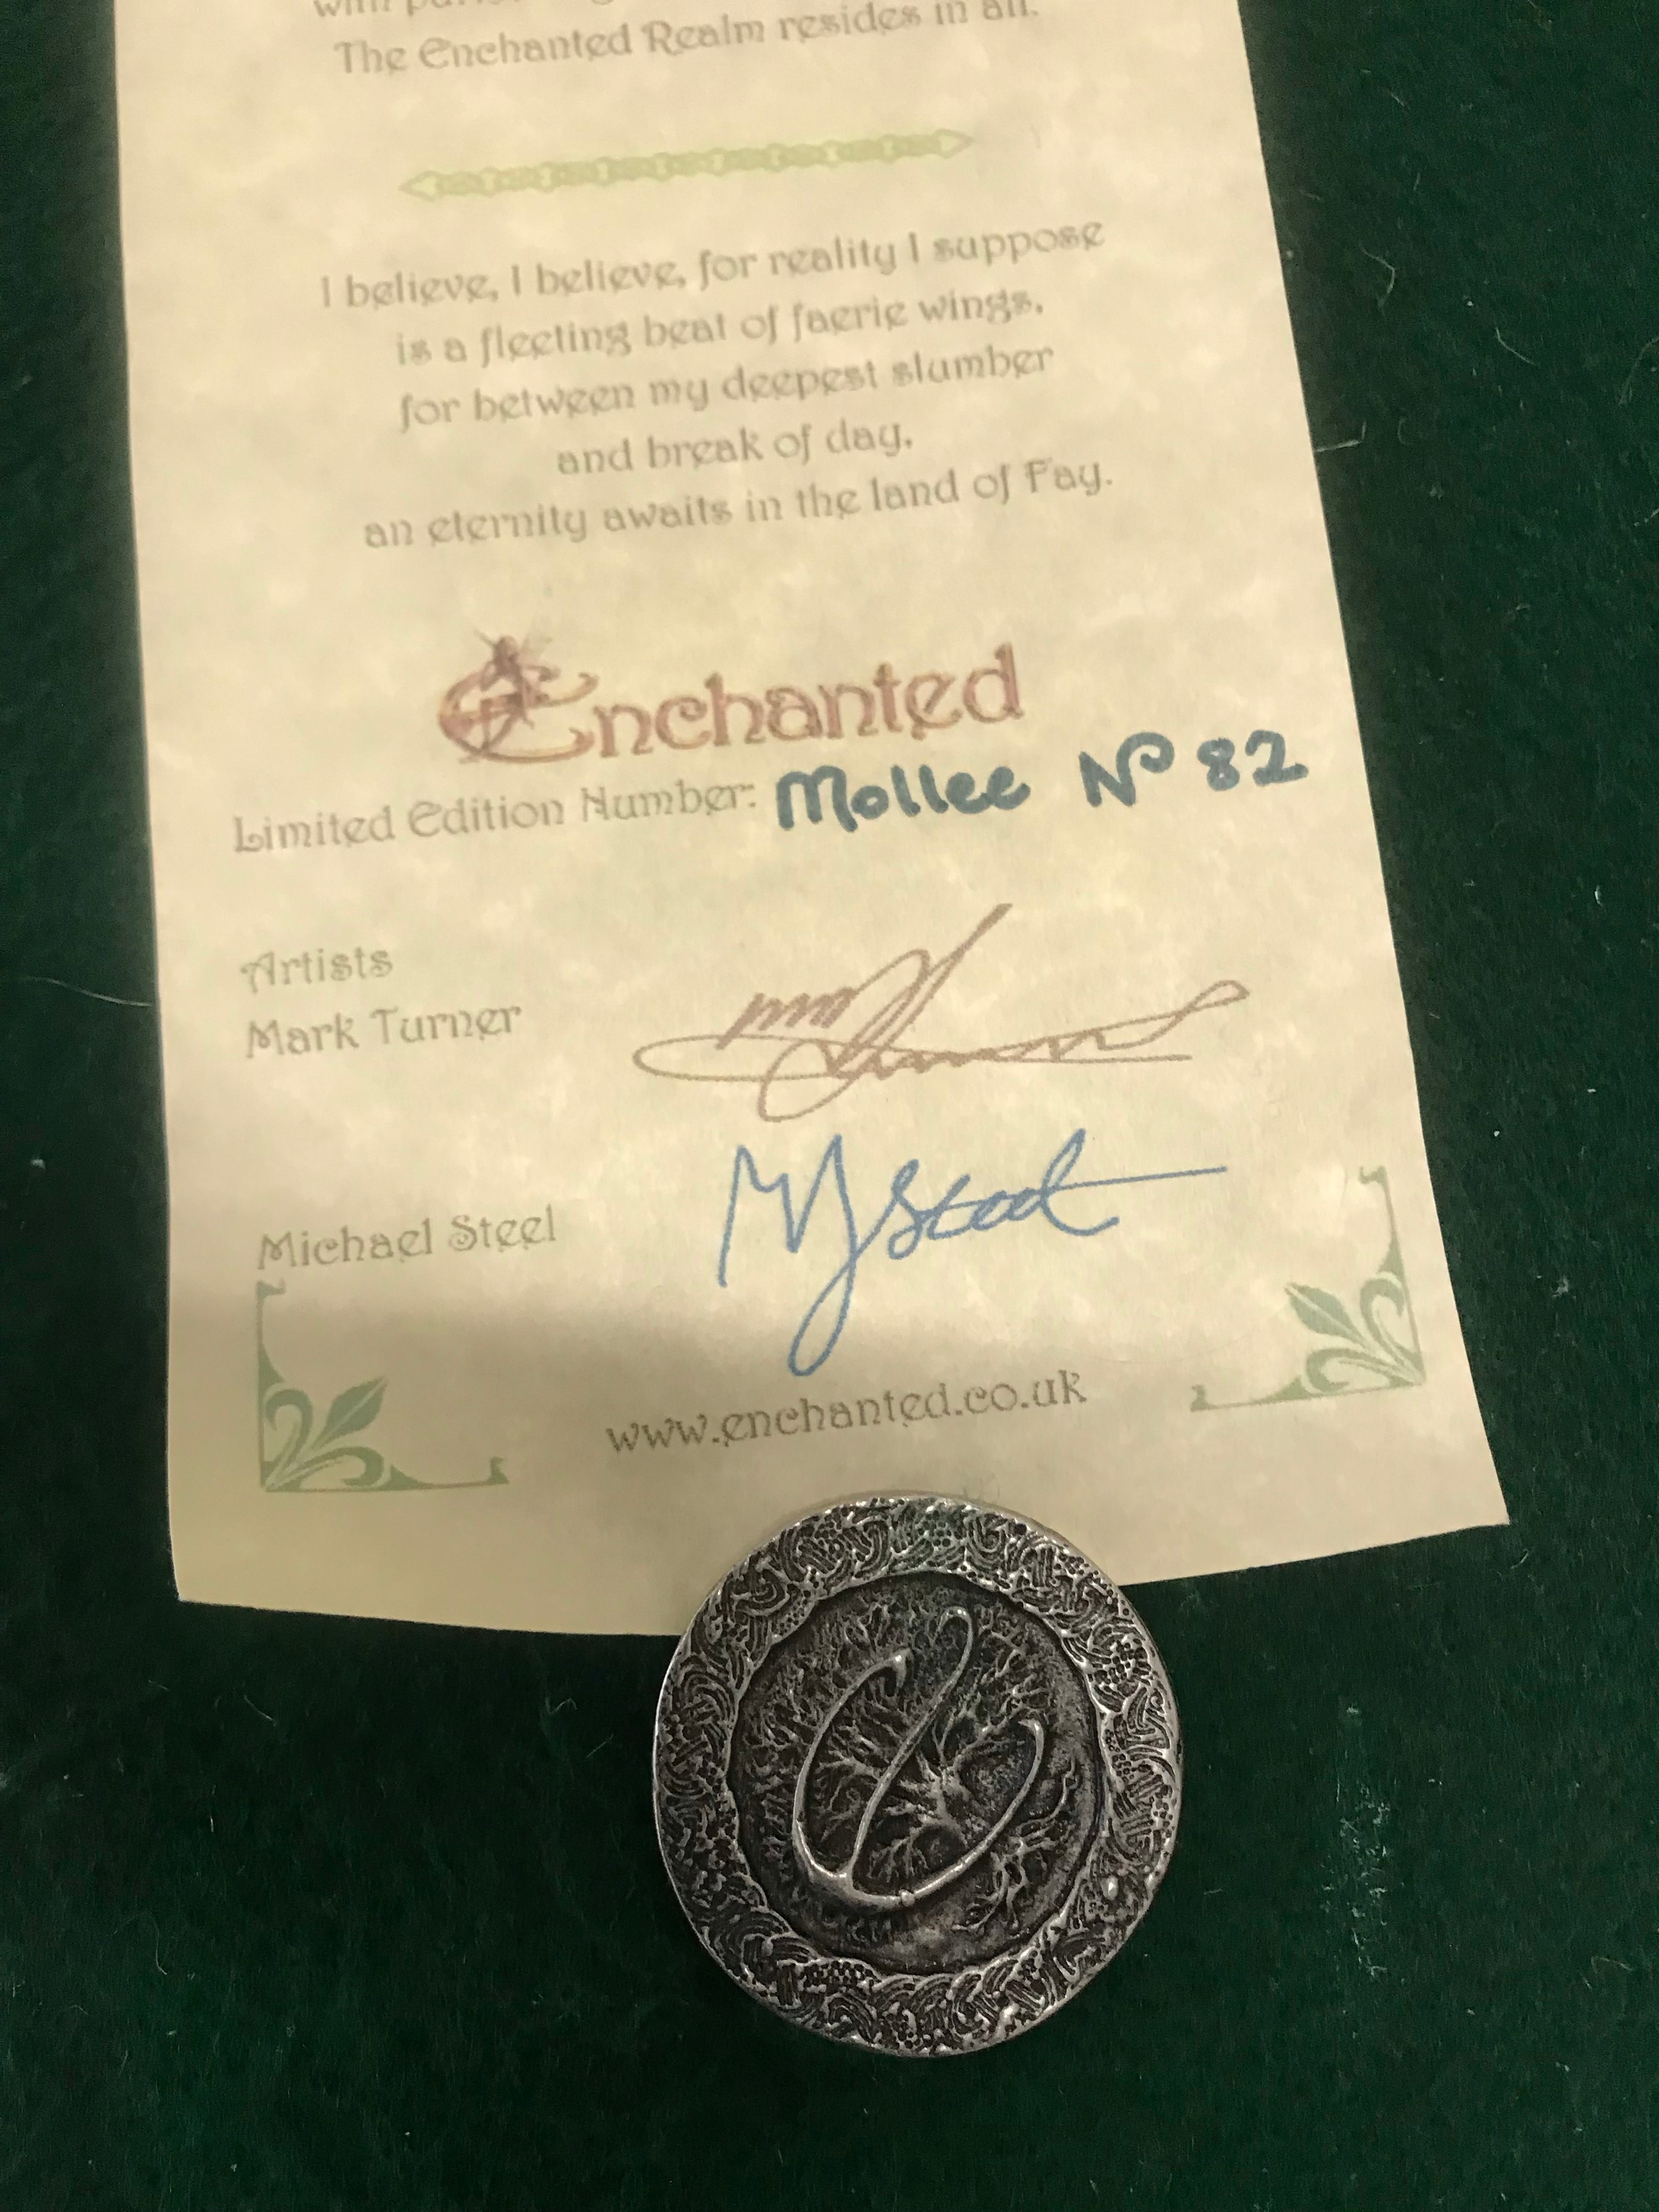 The Enchanted Realm resides in all.
I believe, I believe, for reality I suppose
is a fleeting beat of faerie wings,
for between my deepest slumber
and break of day,
an eternity awaits in the land of Fay.
Enchanted
Limited Edition Number: Mollee No 82
Artists
Mark Turner
Michael Steel
www.enchanted.co.uk